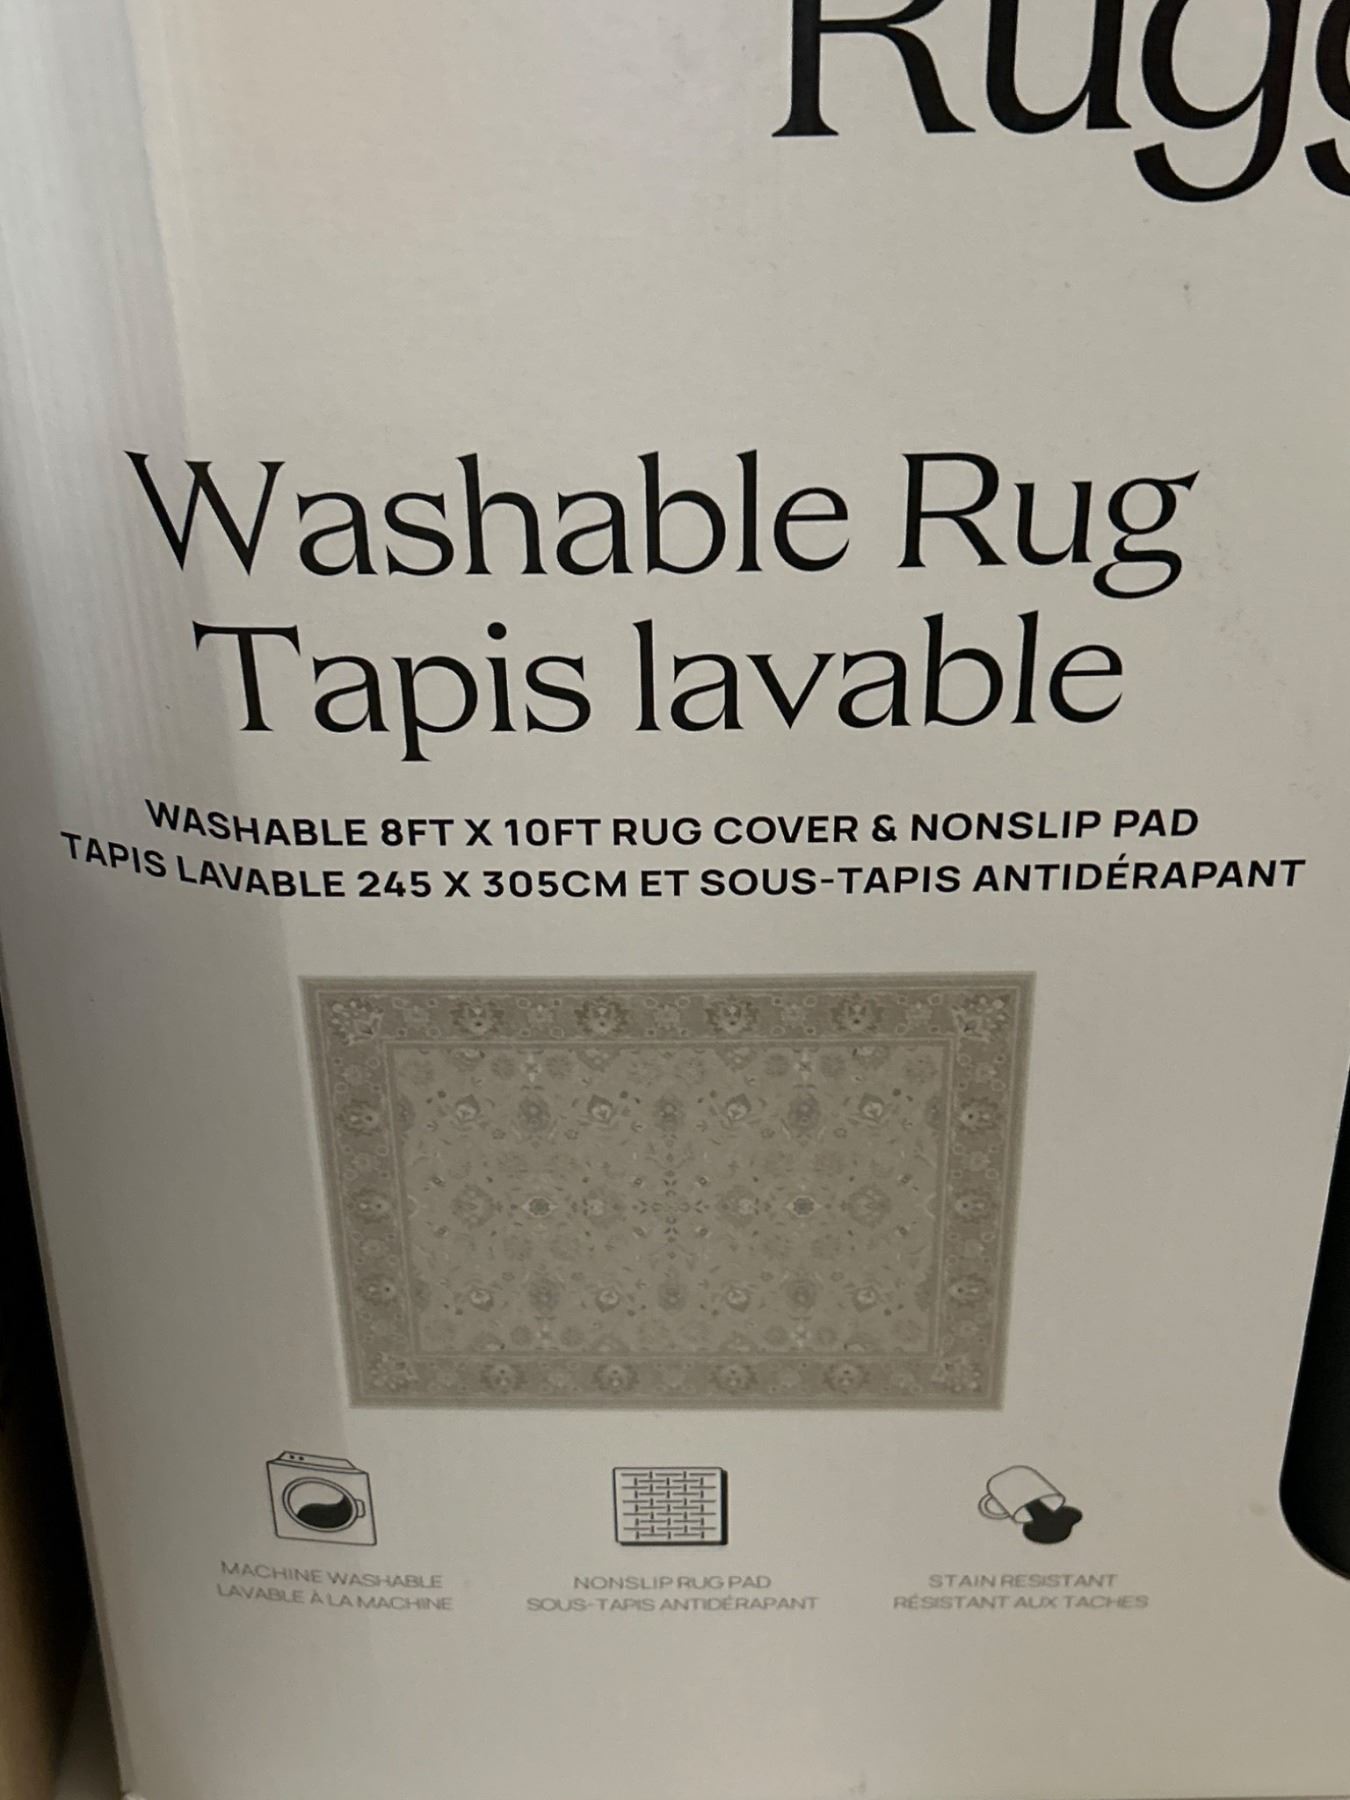 Rugg
Washable Rug
Tapis lavable
WASHABLE 8FT X 10FT RUG COVER & NONSLIP PAD
TAPIS LAVABLE 245 X 305CM ET SOUS-TAPIS ANTIDÉRAPANT
MACHINE WASHABLE
LAVABLE À LA MACHINE
NONSLIP RUG PAD
SOUS-TAPIS ANTIDÉRAPANT
STAIN RESISTANT
RÉSISTANT AUX TACHES